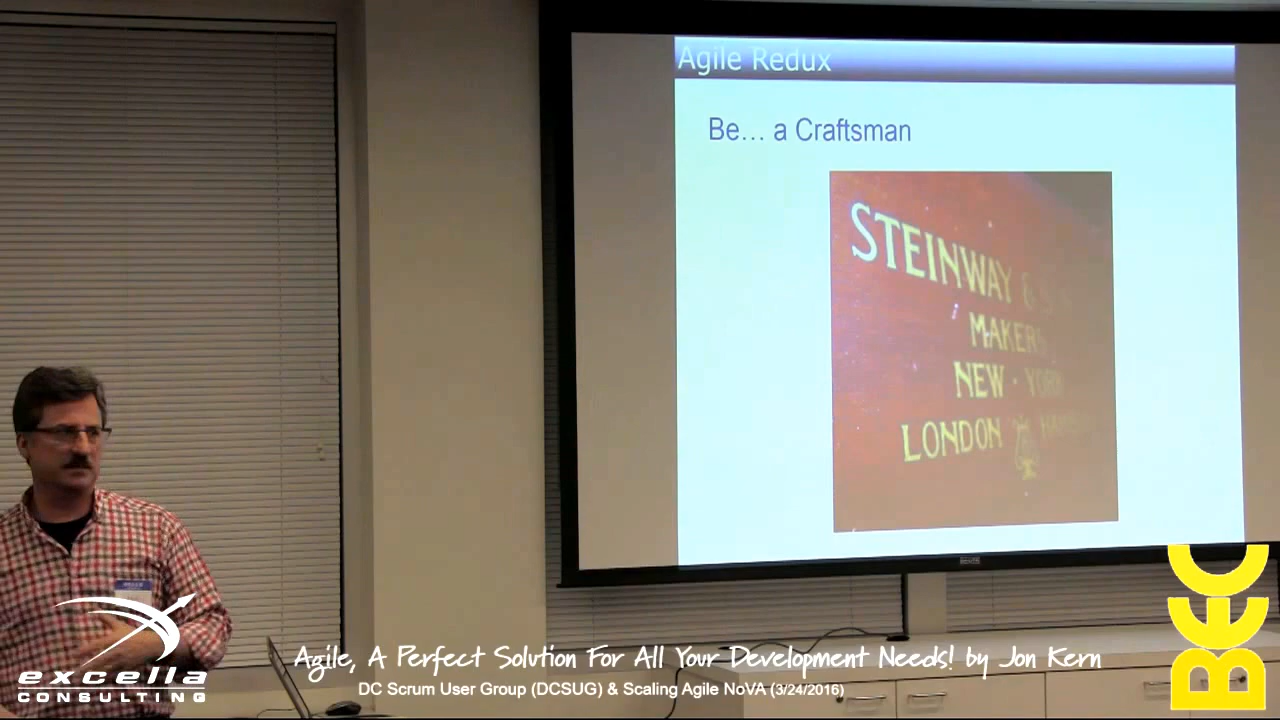 Agile Redux
Be... a Craftsman
STEINWAY &
MAKERS
NEW · YORK
LONDON
excella
CONSULTING
Agile, A Perfect Solution For All Your Development Needs! by Jon Kern
DC Scrum User Group (DCSUG) & Scaling Agile NoVA (3/24/2016)
BEC